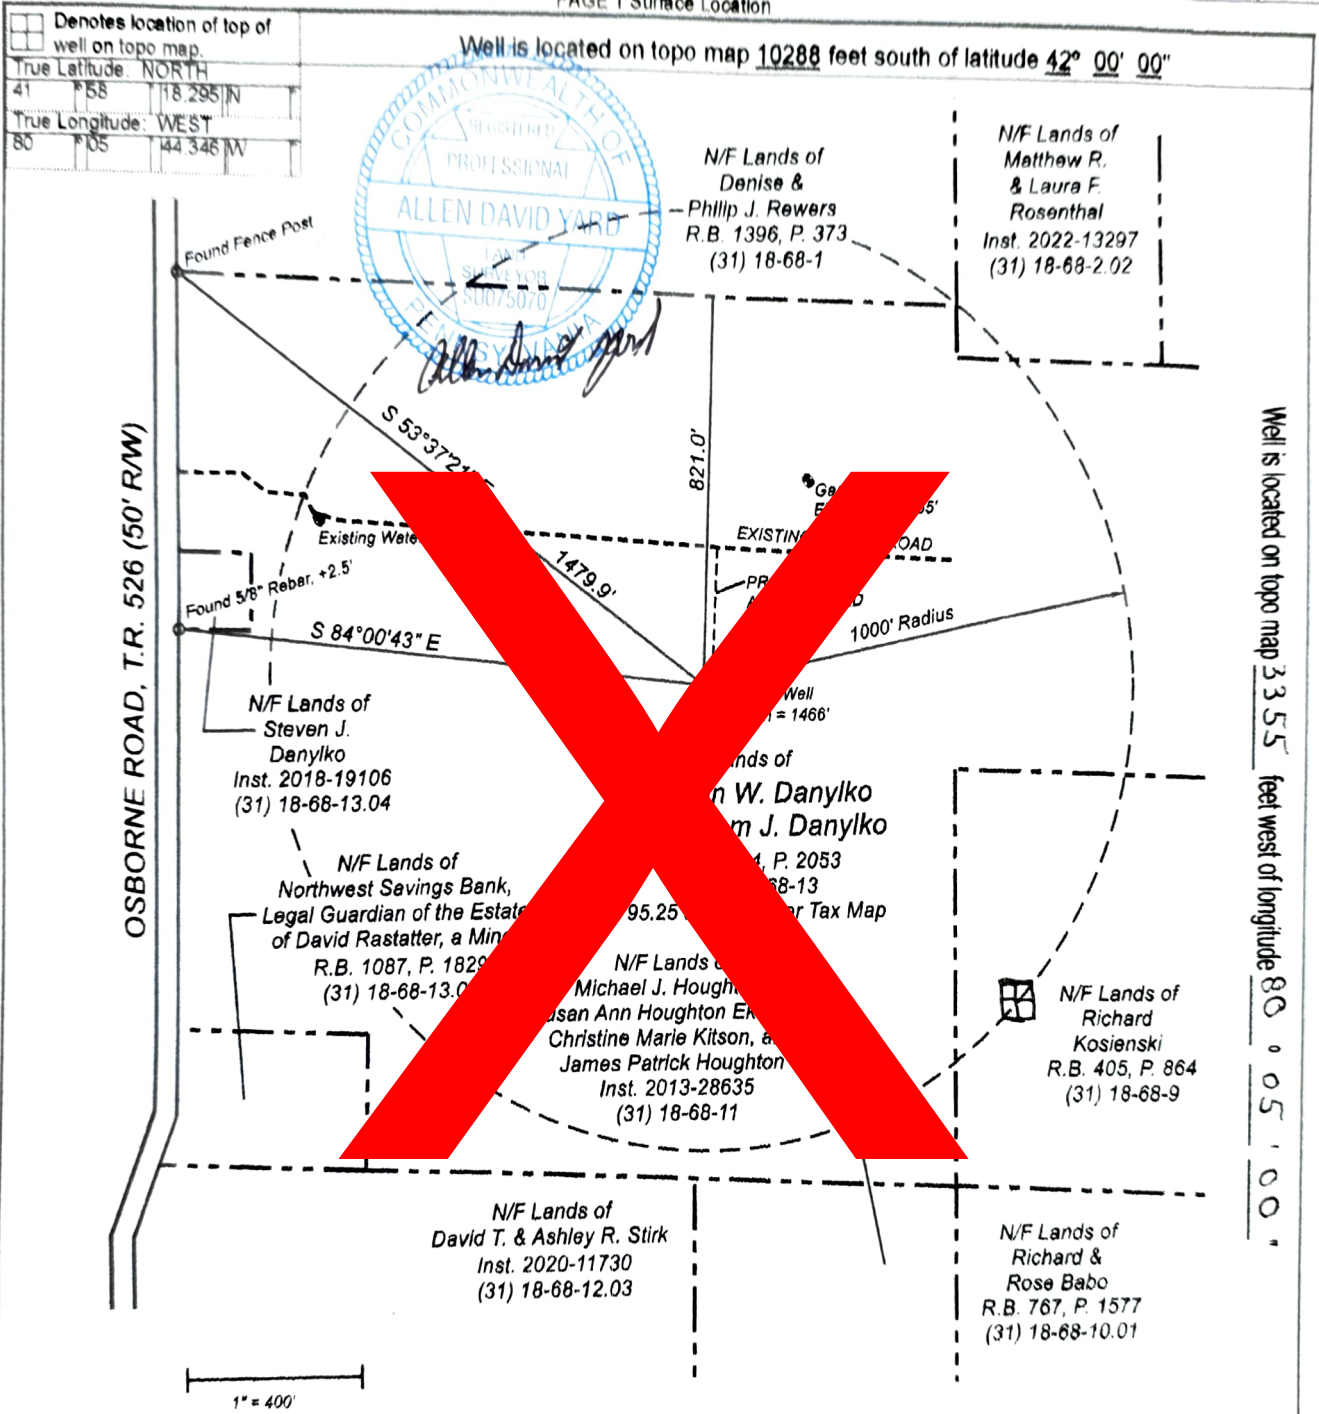 PAGE 1 Surface Location
Denotes location of top of
well on topo map.
True Latitude: NORTH
41 ° 58 ' 18.295 N "
True Longitude: WEST
80 ° 05 ' 44.346 W "
Well is located on topo map 10288 feet south of latitude 42° 00' 00"
COMMONWEALTH OF
REGISTERED
PROFESSIONAL
ALLEN DAVID YARD
LAND
SURVEYOR
SU075070
PENNSYLVANIA
Allen David Yard
N/F Lands of
Denise &
Philip J. Rewers
R.B. 1396, P. 373
(31) 18-68-1
N/F Lands of
Matthew R.
& Laura F.
Rosenthal
Inst. 2022-13297
(31) 18-68-2.02
Found Fence Post
S 53°37'21" E
1479.9'
821.0'
Existing
EXISTIN
OAD
1000' Radius
OSBORNE ROAD, T.R. 526 (50' R/W)
Found 5/8" Rebar, +2.5'
S 84°00'43" E
Well
= 1466'
N/F Lands of
Steven J.
Danylko
Inst. 2018-19106
(31) 18-68-13.04
nds of
W. Danylko
m J. Danylko
, P. 2053
68-13
95.25
Tax Map
N/F Lands of
Northwest Savings Bank,
Legal Guardian of the Estate
of David Rastatter, a Min
R.B. 1087, P. 1829
(31) 18-68-13.0
N/F Lands
Michael J. Hough
usan Ann Houghton
Christine Marie Kitson,
James Patrick Houghton
Inst. 2013-28635
(31) 18-68-11
N/F Lands of
Richard
Kosienski
R.B. 405, P. 864
(31) 18-68-9
Well is located on topo map 3355 feet west of longitude 80 ° 05 ' 00 "
N/F Lands of
David T. & Ashley R. Stirk
Inst. 2020-11730
(31) 18-68-12.03
N/F Lands of
Richard &
Rose Babo
R.B. 767, P. 1577
(31) 18-68-10.01
1" = 400'